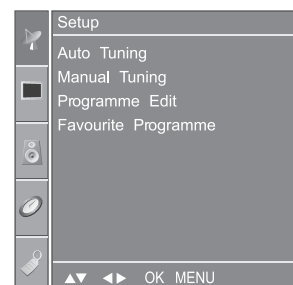 Setup
Auto Tuning
Manual Tuning
Programme Edit
Favourite Programme
▲▼ ◀▶ OK MENU